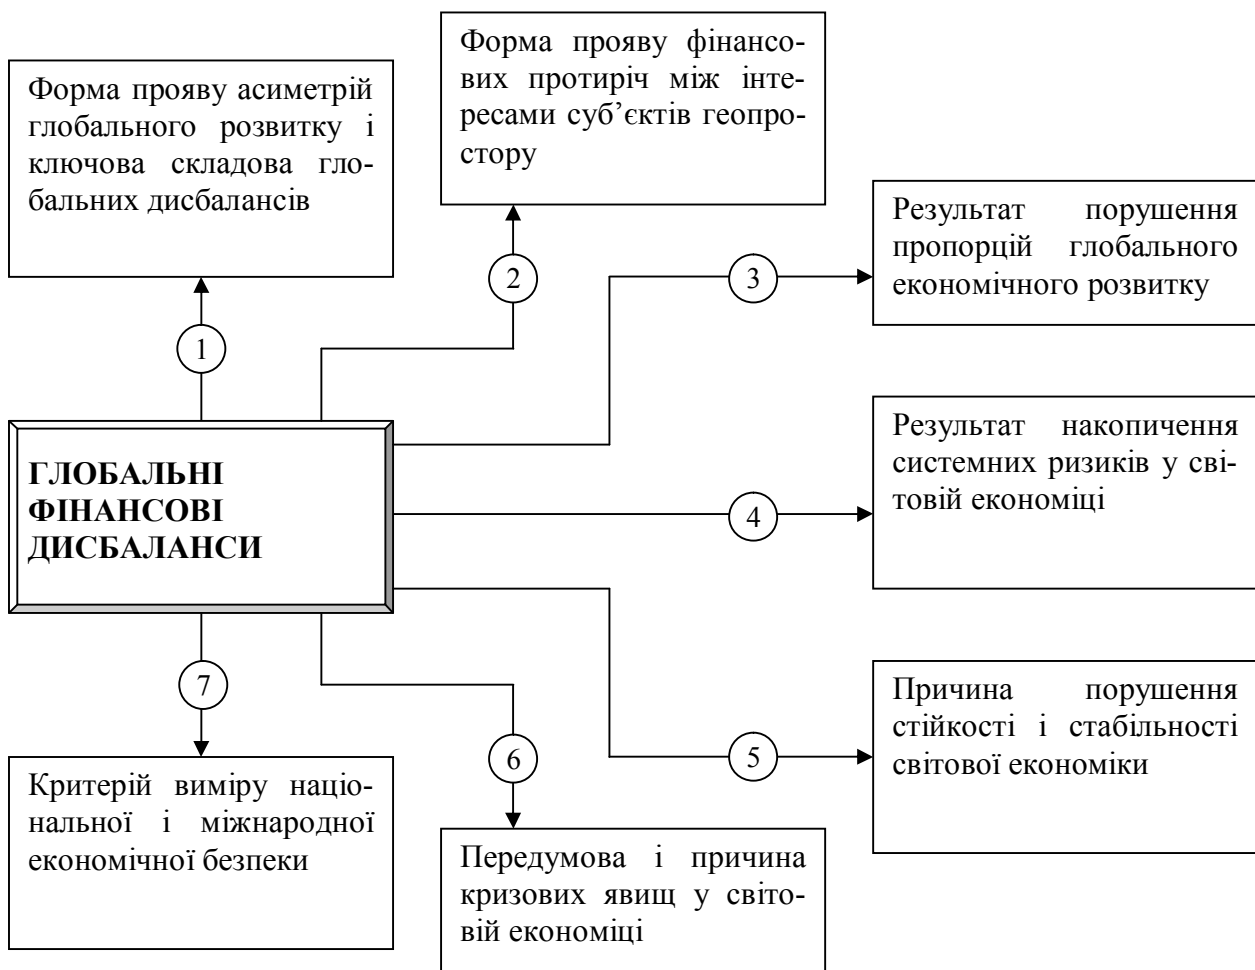 Форма прояву асиметрій
глобального розвитку і
ключова складова гло-
бальних дисбалансів
Форма прояву фінансо-
вих протиріч між інте-
ресами суб’єктів геопро-
стору
Результат порушення
пропорцій глобального
економічного розвитку
1
2
3
ГЛОБАЛЬНІ
ФІНАНСОВІ
ДИСБАЛАНСИ
4
Результат накопичення
системних ризиків у сві-
товій економіці
5
Причина порушення
стійкості і стабільності
світової економіки
6
Передумова і причина
кризових явищ у світо-
вій економіці
7
Критерій виміру націо-
нальної і міжнародної
економічної безпеки